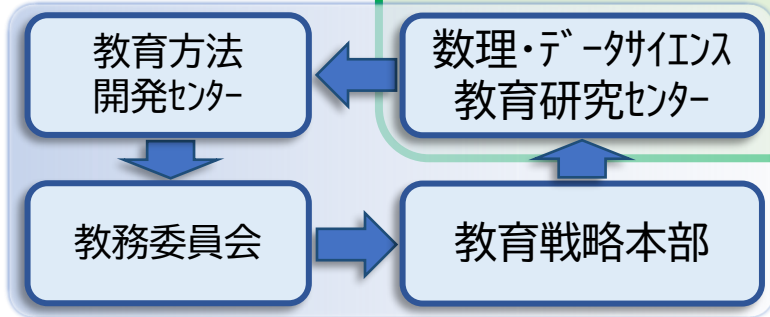 教育方法
開発ｾﾝﾀｰ
数理・ﾃﾞｰﾀｻｲｴﾝｽ
教育研究ｾﾝﾀｰ
教務委員会
教育戦略本部